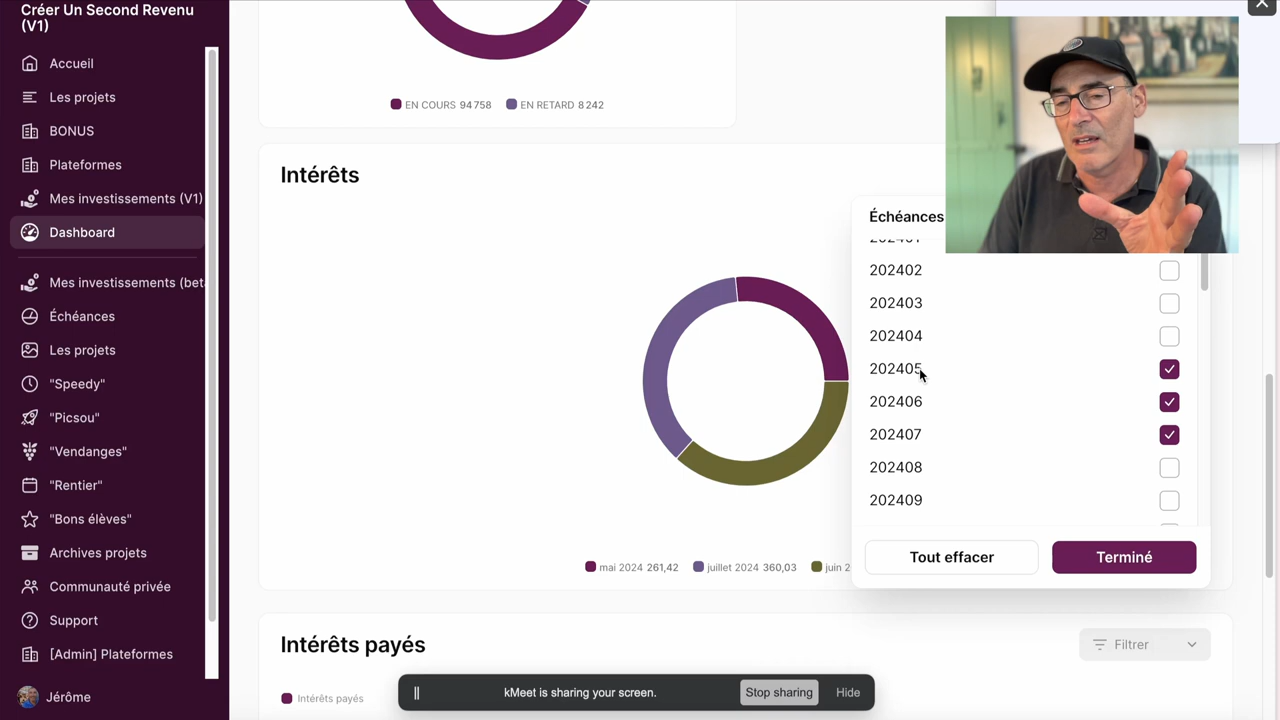 Créer Un Second Revenu
(V1)
Accueil
Les projets
BONUS
Plateformes
Mes investissements (V1)
Dashboard
Mes investissements (bet
Échéances
Les projets
"Speedy"
"Picsou"
"Vendanges"
"Rentier"
"Bons élèves"
Archives projets
Communauté privée
Support
[Admin] Plateformes
Jérôme
EN COURS 94 758
EN RETARD 8 242
Intérêts
mai 2024 261,42
juillet 2024 360,03
juin 2
Échéances
202401
202402
202403
202404
202405
202406
202407
202408
202409
Tout effacer
Terminé
Intérêts payés
Filtrer
Intérêts payés
kMeet is sharing your screen.
Stop sharing
Hide